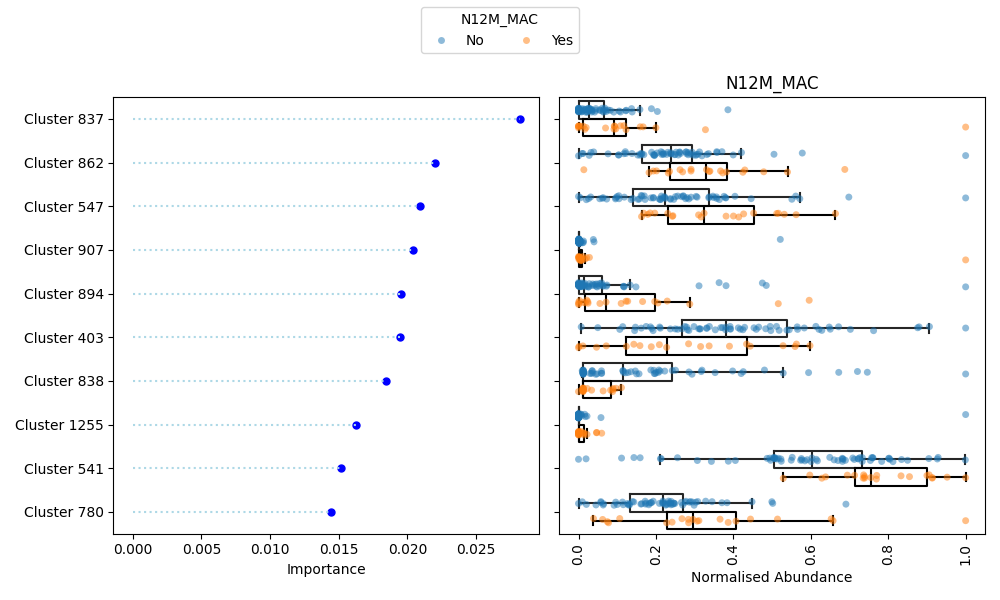 N12M_MAC
No Yes
N12M_MAC
Cluster 837
Cluster 862
Cluster 547
Cluster 907
Cluster 894
Cluster 403
Cluster 838
Cluster 1255
Cluster 541
Cluster 780
0.000 0.005 0.010 0.015 0.020 0.025
Importance
0.0 0.2 0.4 0.6 0.8 1.0
Normalised Abundance